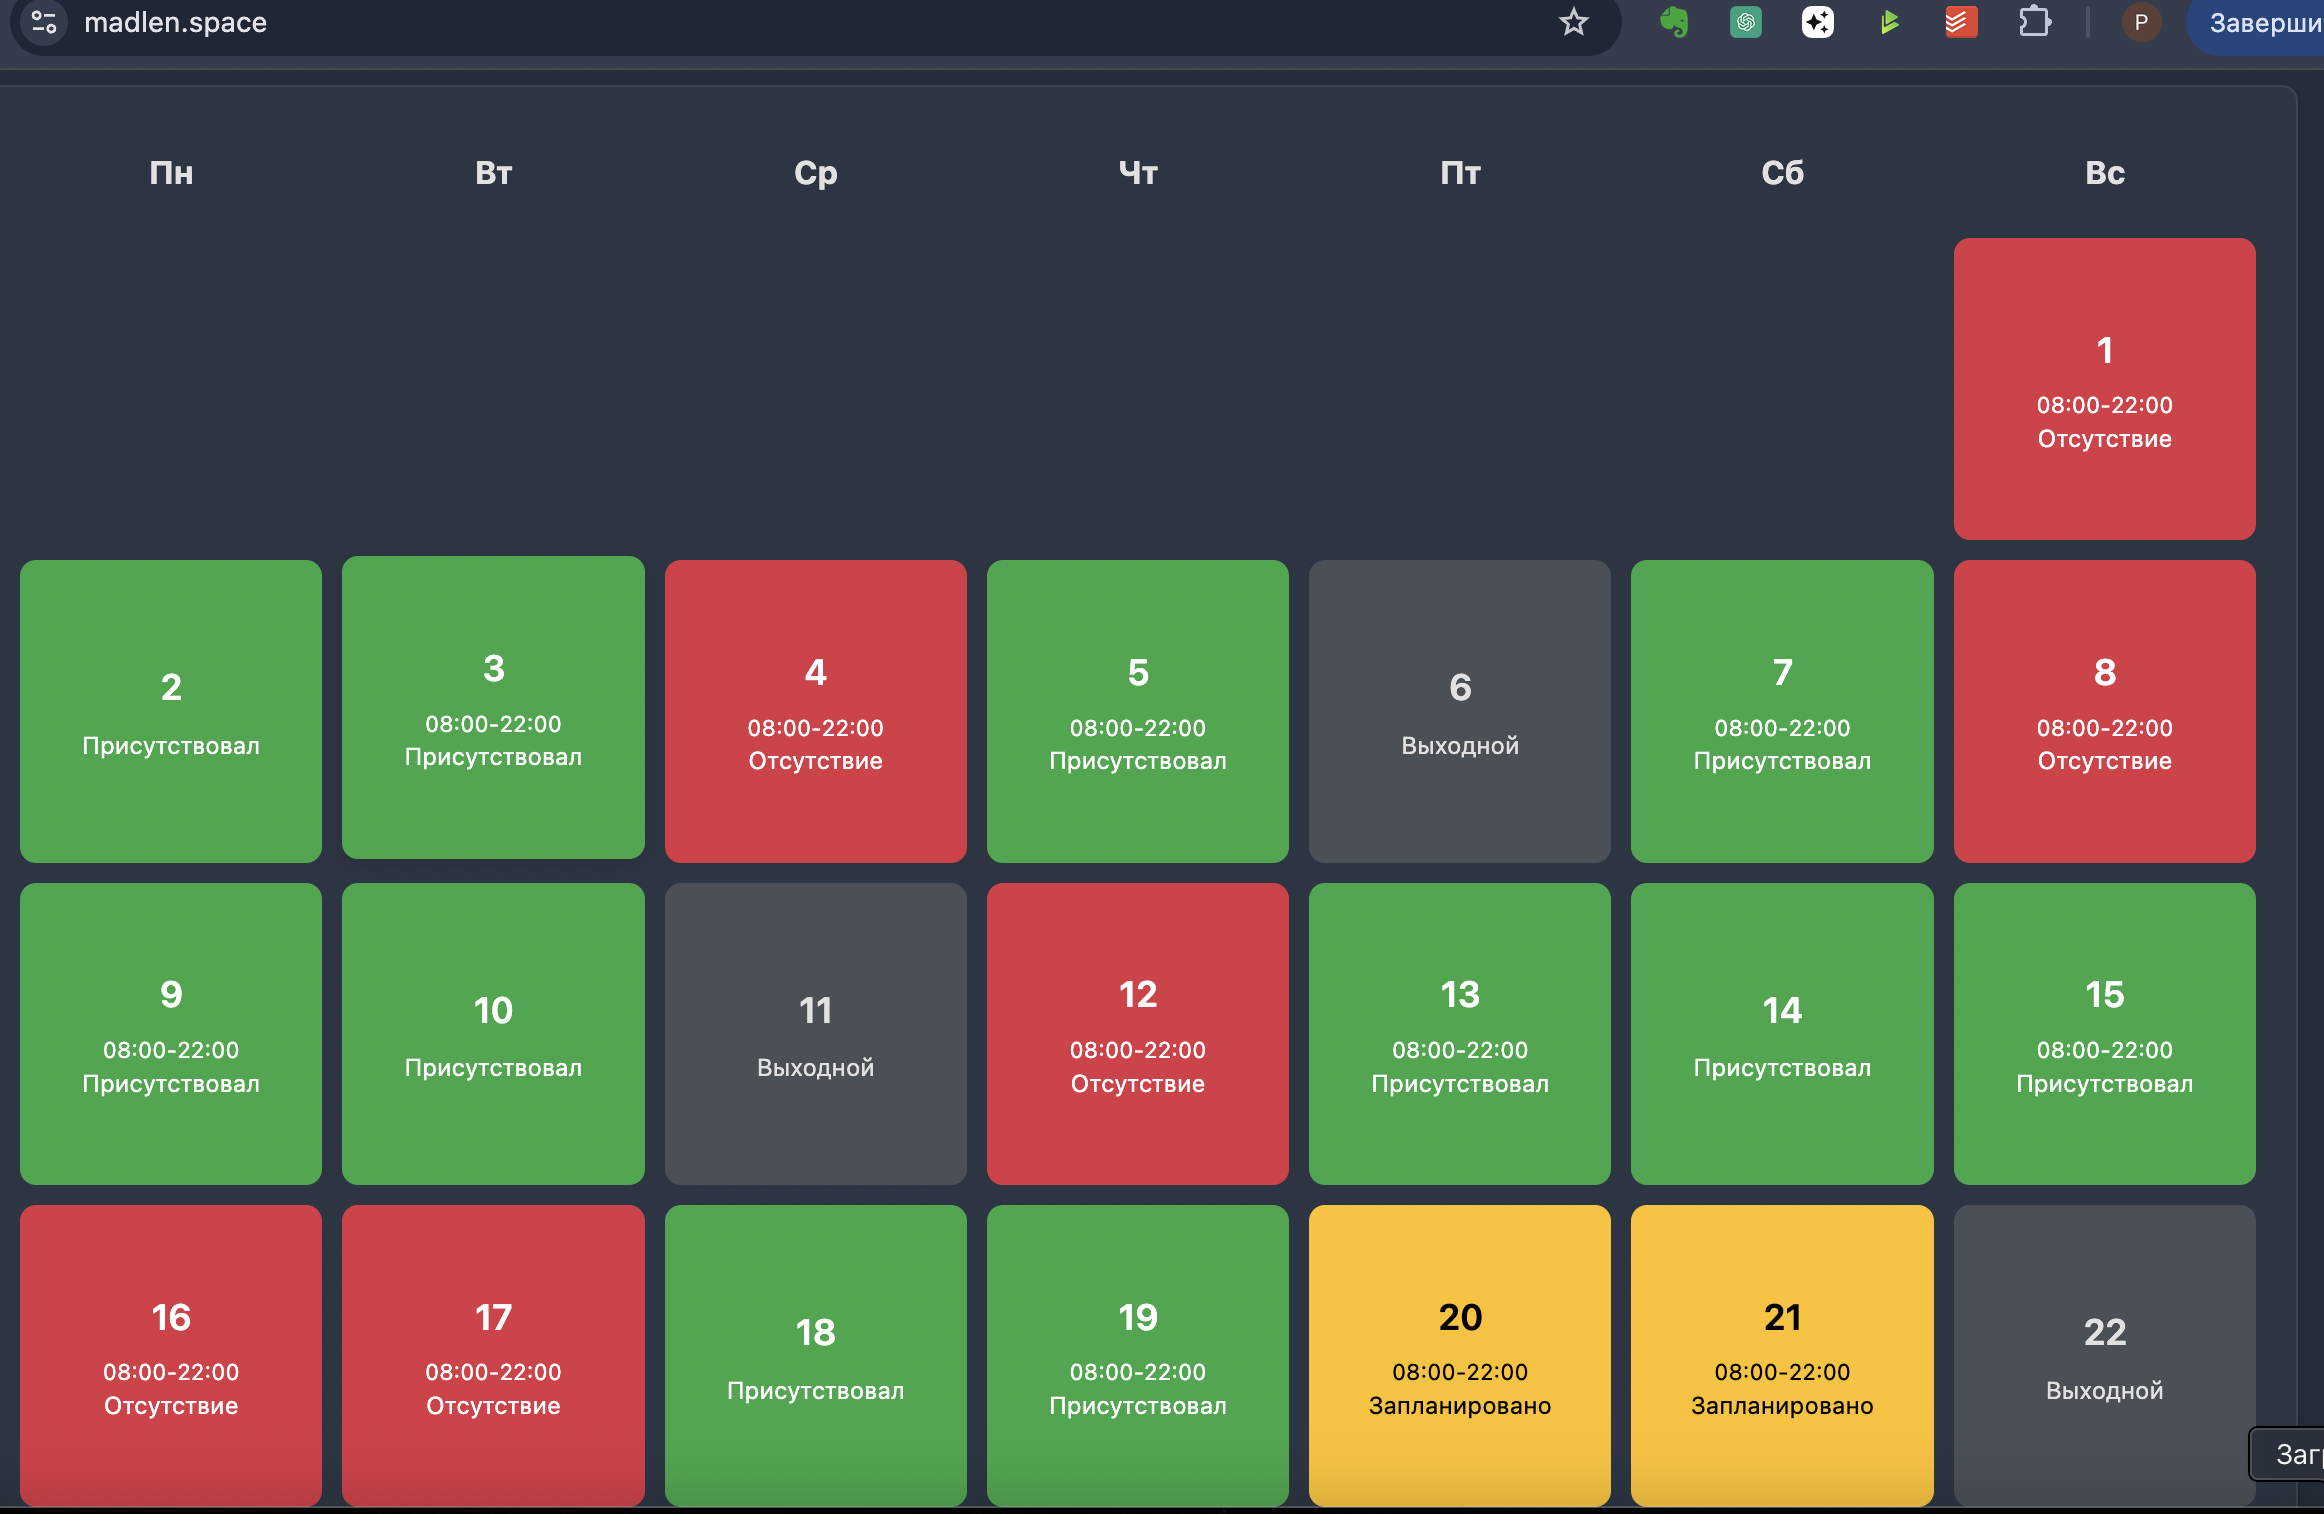 madlen.space
P
Заверши
Пн
Вт
Ср
Чт
Пт
Сб
Вс
1
08:00-22:00
Отсутствие
2
Присутствовал
3
08:00-22:00
Присутствовал
4
08:00-22:00
Отсутствие
5
08:00-22:00
Присутствовал
6
Выходной
7
08:00-22:00
Присутствовал
8
08:00-22:00
Отсутствие
9
08:00-22:00
Присутствовал
10
Присутствовал
11
Выходной
12
08:00-22:00
Отсутствие
13
08:00-22:00
Присутствовал
14
Присутствовал
15
08:00-22:00
Присутствовал
16
08:00-22:00
Отсутствие
17
08:00-22:00
Отсутствие
18
Присутствовал
19
08:00-22:00
Присутствовал
20
08:00-22:00
Запланировано
21
08:00-22:00
Запланировано
22
Выходной